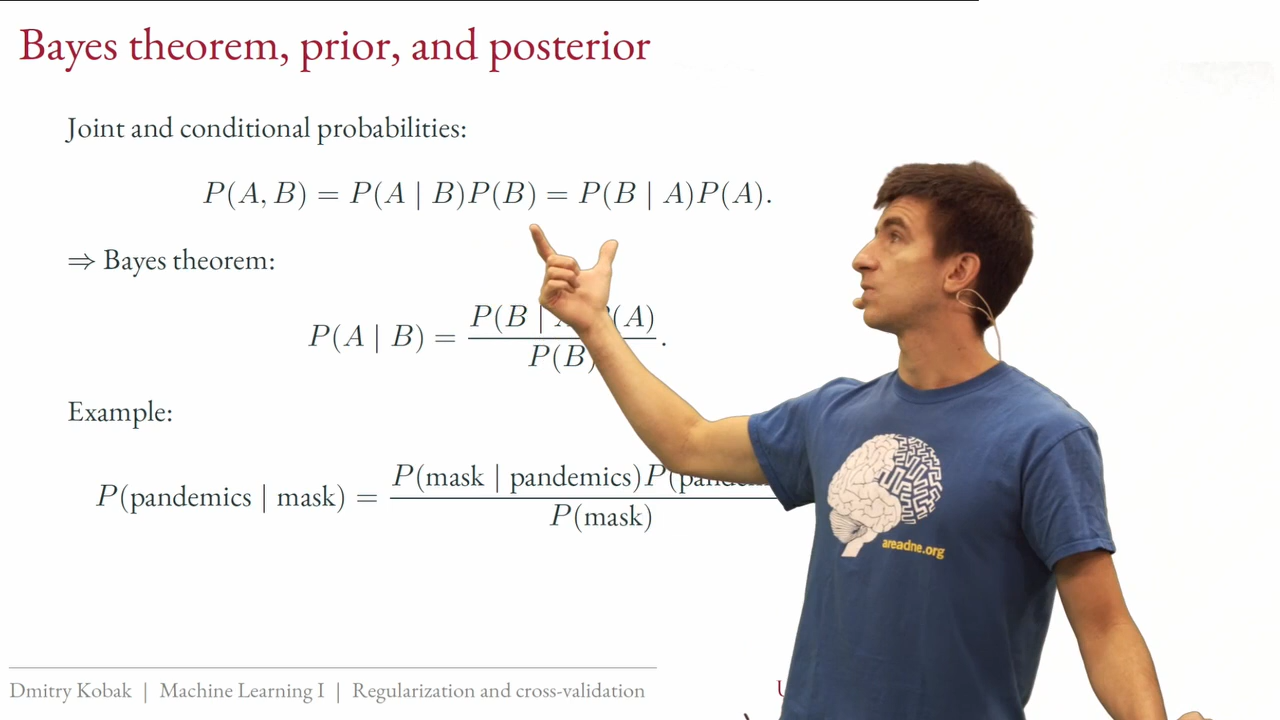 Bayes theorem, prior, and posterior
Joint and conditional probabilities:
P(A, B) = P(A | B)P(B) = P(B | A)P(A).
⇒ Bayes theorem:
P(A | B) = P(B | A)P(A)
P(B) .
Example:
P(pandemics | mask) = P(mask | pandemics)P(
P(mask)
areadne.org
Dmitry Kobak | Machine Learning I | Regularization and cross-validation